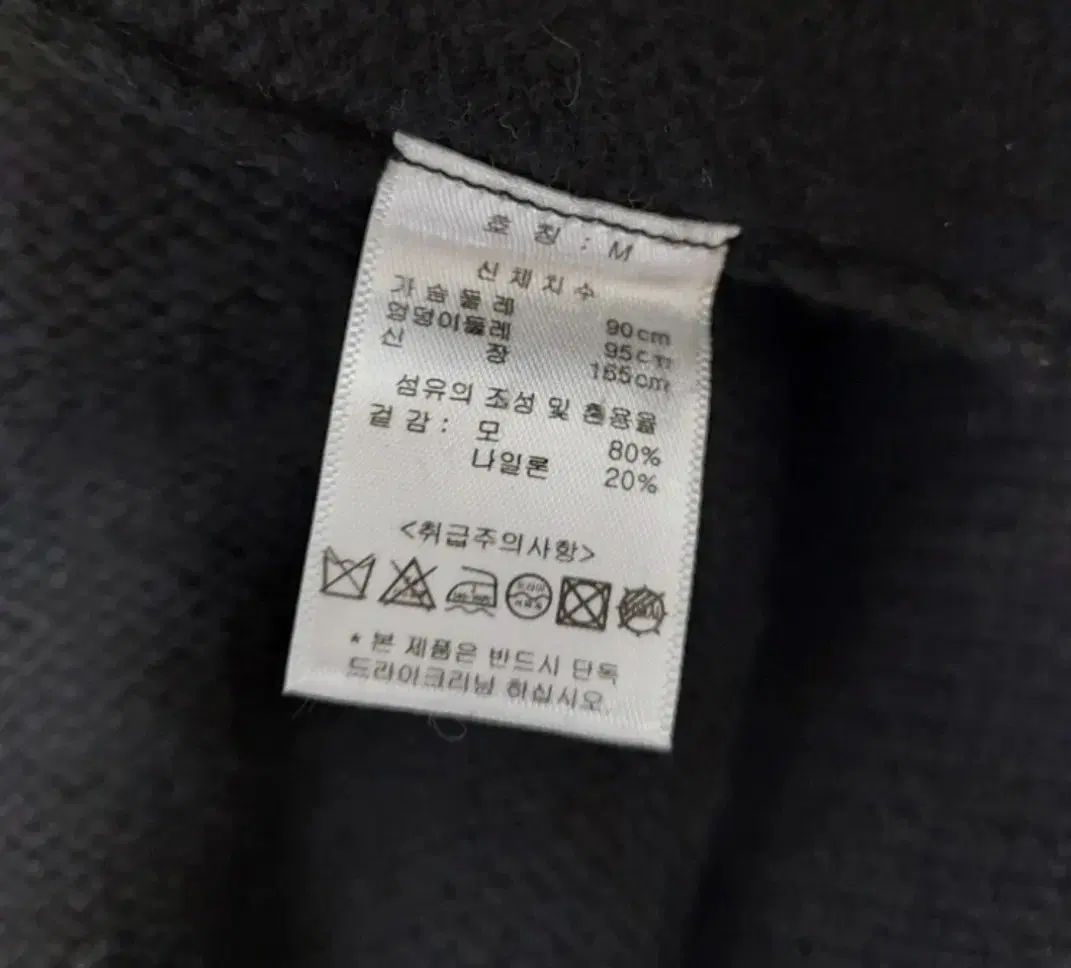 호 칭 : M
신 체 치 수
가 슴 둘 레 90cm
엉덩이둘레 95cm
신 장 165cm
섬유의 조성 및 혼용율
겉 감 : 모 80%
나일론 20%
<취급주의사항>
* 본 제품은 반드시 단독
드라이크리닝 하십시오.